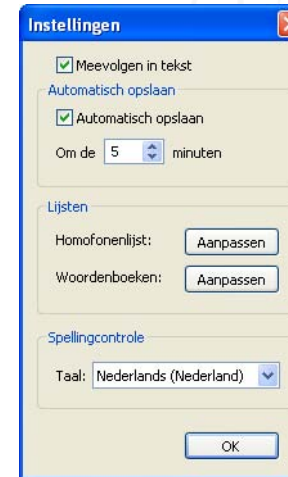 Instellingen
Meevolgen in tekst
Automatisch opslaan
Automatisch opslaan
Om de 5 minuten
Lijsten
Homofonenlijst: Aanpassen
Woordenboeken: Aanpassen
Spellingcontrole
Taal: Nederlands (Nederland)
OK